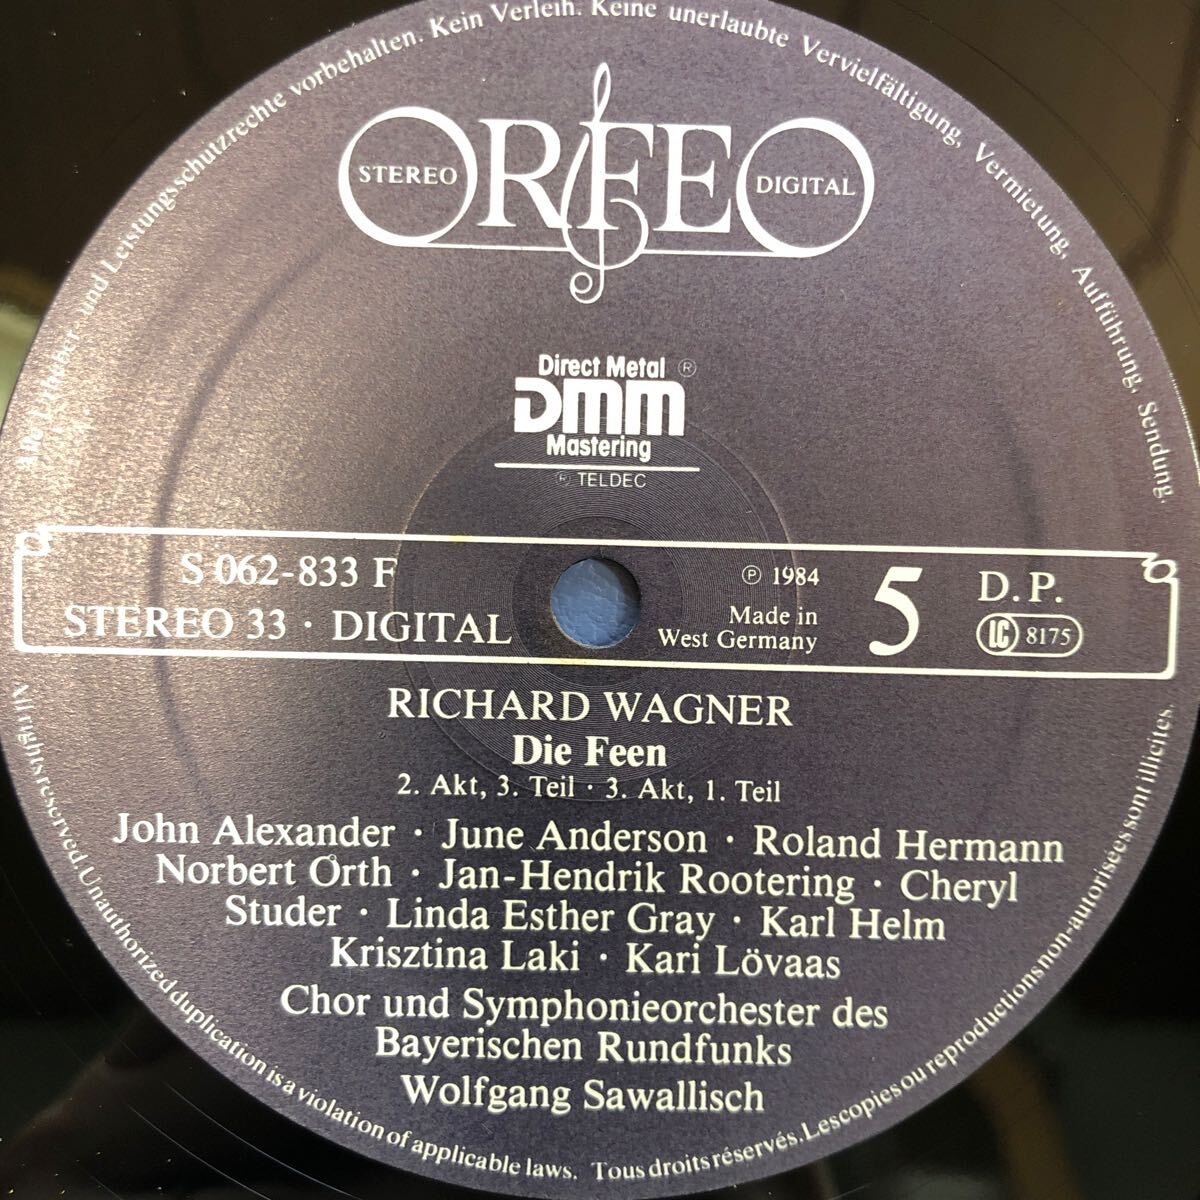 Alle Urheber- und Leistungsschutzrechte vorbehalten. Kein Verleih. Keine unerlaubte Vervielfältigung, Vermietung, Aufführung, Sendung.
ORFEO
STEREO
DIGITAL
Direct Metal ®
DMM
Mastering
® TELDEC
S 062-833 F
STEREO 33 · DIGITAL
℗ 1984
Made in
West Germany
5
D.P.
LC 8175
RICHARD WAGNER
Die Feen
2. Akt, 3. Teil · 3. Akt, 1. Teil
John Alexander · June Anderson · Roland Hermann
Norbert Orth · Jan-Hendrik Rootering · Cheryl
Studer · Linda Esther Gray · Karl Helm
Krisztina Laki · Kari Lövaas
Chor und Symphonieorchester des
Bayerischen Rundfunks
Wolfgang Sawallisch
All rights reserved. Unauthorized duplication is a violation of applicable laws. Tous droits réservés. Les copies ou reproductions non-autorisées sont illicites.